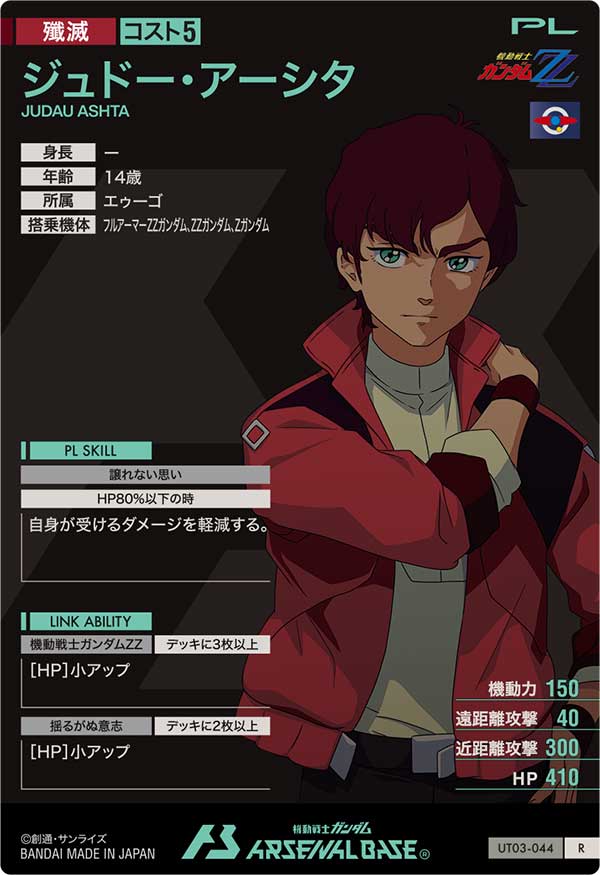 殲滅 コスト5 PL
ジュドー・アーシタ
JUDAU ASHTA
機動戦士
ガンダムZZ
身長 ー
年齢 14歳
所属 エゥーゴ
搭乗機体 フルアーマーZZガンダム、ZZガンダム、Zガンダム
PL SKILL
譲れない思い
HP80%以下の時
自身が受けるダメージを軽減する。
LINK ABILITY
機動戦士ガンダムZZ デッキに3枚以上
[HP]小アップ
揺るがぬ意志 デッキに2枚以上
[HP]小アップ
機動力 150
遠距離攻撃 40
近距離攻撃 300
HP 410
©創通・サンライズ
BANDAI MADE IN JAPAN
機動戦士ガンダム
AB ARSENAL BASE®
UT03-044 R